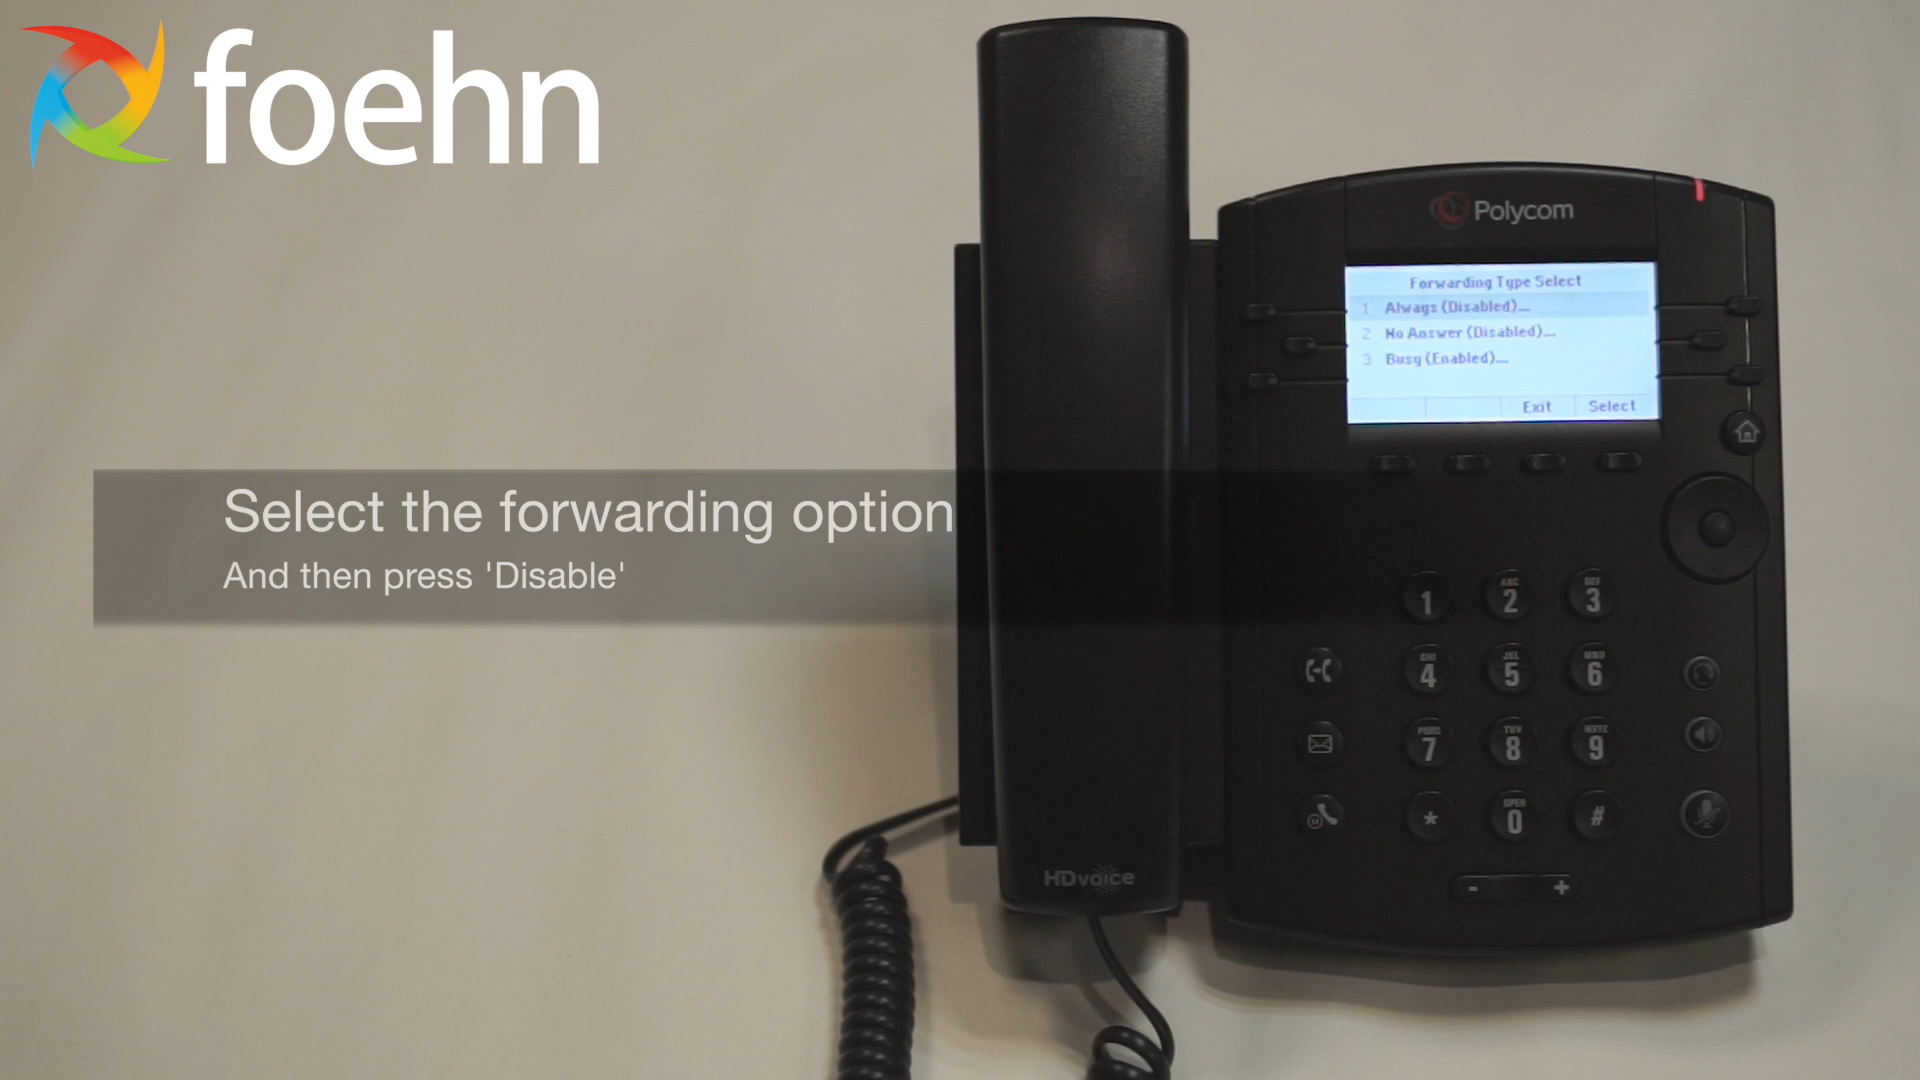 foehn
Polycom
Forwarding Type Select
1 Always (Disabled)...
2 No Answer (Disabled)...
3 Busy (Enabled)...
Exit Select
Select the forwarding option
And then press 'Disable'
1
ABC
2
DEF
3
GHI
4
JKL
5
MNO
6
PQRS
7
TUV
8
WXYZ
9
*
OPER
0
#
HDvoice
- +